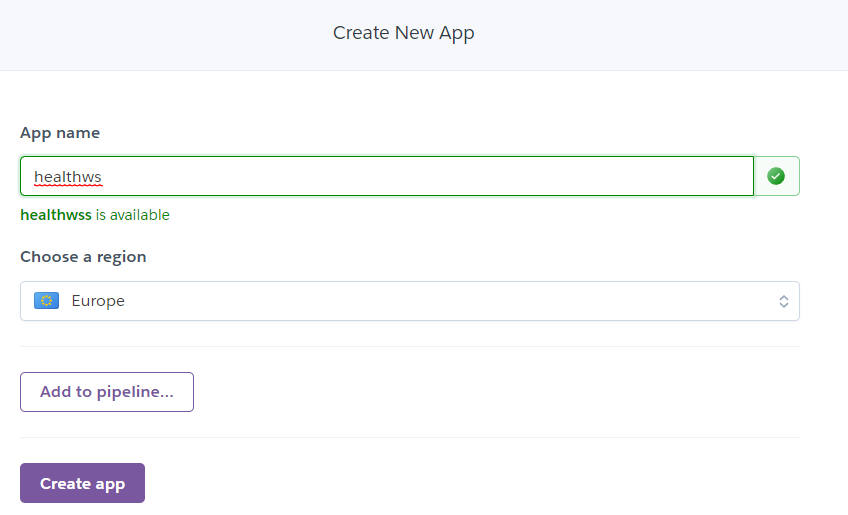 Create New App
App name
healthws
healthwss is available
Choose a region
Europe
Add to pipeline...
Create app